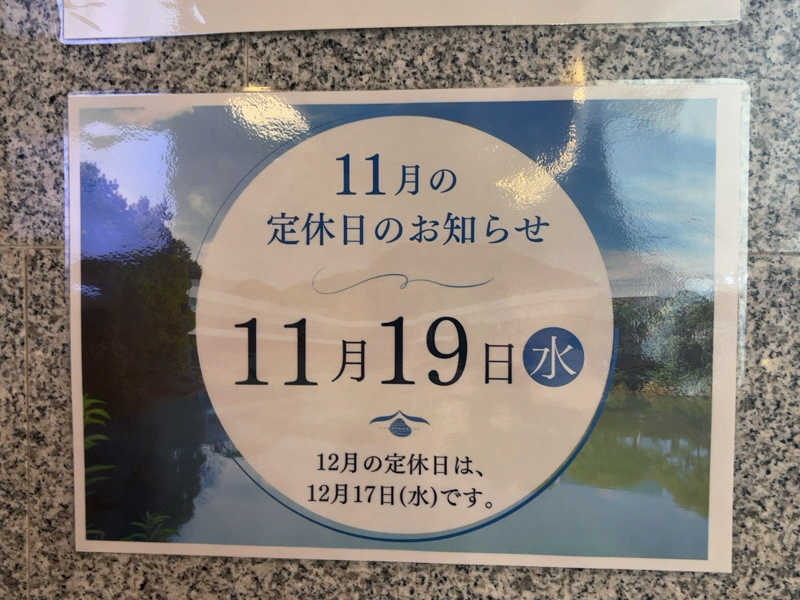 11月の
定休日のお知らせ
11月19日 水
12月の定休日は、
12月17日(水)です。